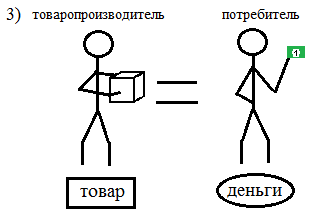 3) товаропроизводитель потребитель
1
товар деньги